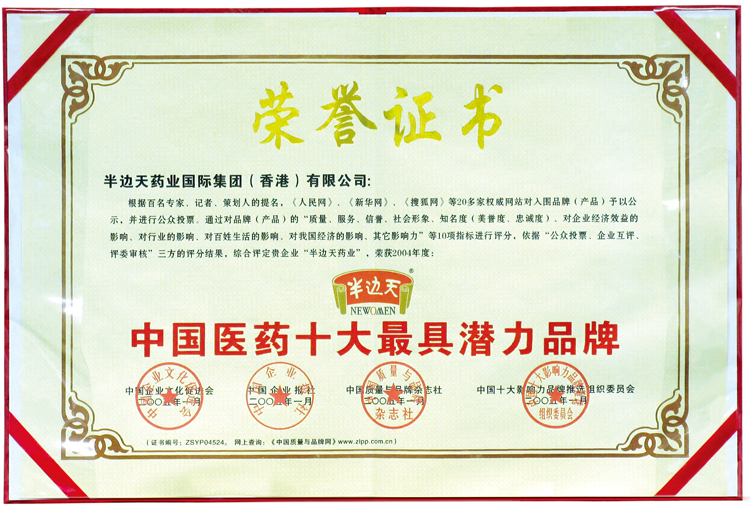 荣誉证书
半边天药业国际集团（香港）有限公司：
根据百名专家、记者、策划人的提名，《人民网》、《新华网》、《搜狐网》等20多家权威网站对入围品牌（产品）予以公
示，并进行公众投票。通过对品牌（产品）的“质量、服务、信誉、社会形象、知名度（美誉度、忠诚度）、对企业经济效益的
影响、对行业的影响、对百姓生活的影响、对我国经济的影响、其它影响力”等10项指标进行评分，依据“公众投票、企业互评、
评委审核”三方的评分结果，综合评定贵企业“半边天药业”，荣获2004年度：
半边天®
NEWOMEN
中国医药十大最具潜力品牌
中国企业文化促进会 中国企业报社 中国质量与品牌杂志社 中国十大影响力品牌推选组织委员会
二〇〇五年一月 二〇〇五年一月 二〇〇五年一月 二〇〇五年一月
杂志社 组织委员会
（证书编号：ZSYP04524。 网上查询：《中国质量与品牌网》www.zlpp.com.cn）